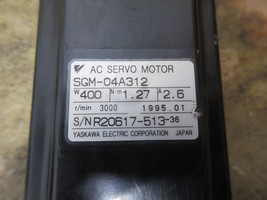 AC SERVO MOTOR
SGM-04A312
W 400 N·m 1.27 A 2.6
r/min 3000 1995.01
S/N R20617-513-36
YASKAWA ELECTRIC CORPORATION JAPAN